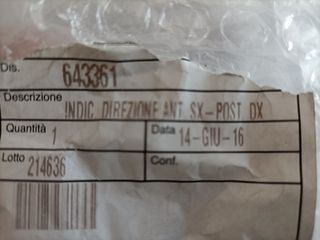 Dis. 643361
Descrizione
INDIC. DIREZIONE ANT. SX-POST. DX
Quantità 1 Data 14-GIU-16
Lotto 214636 Conf.